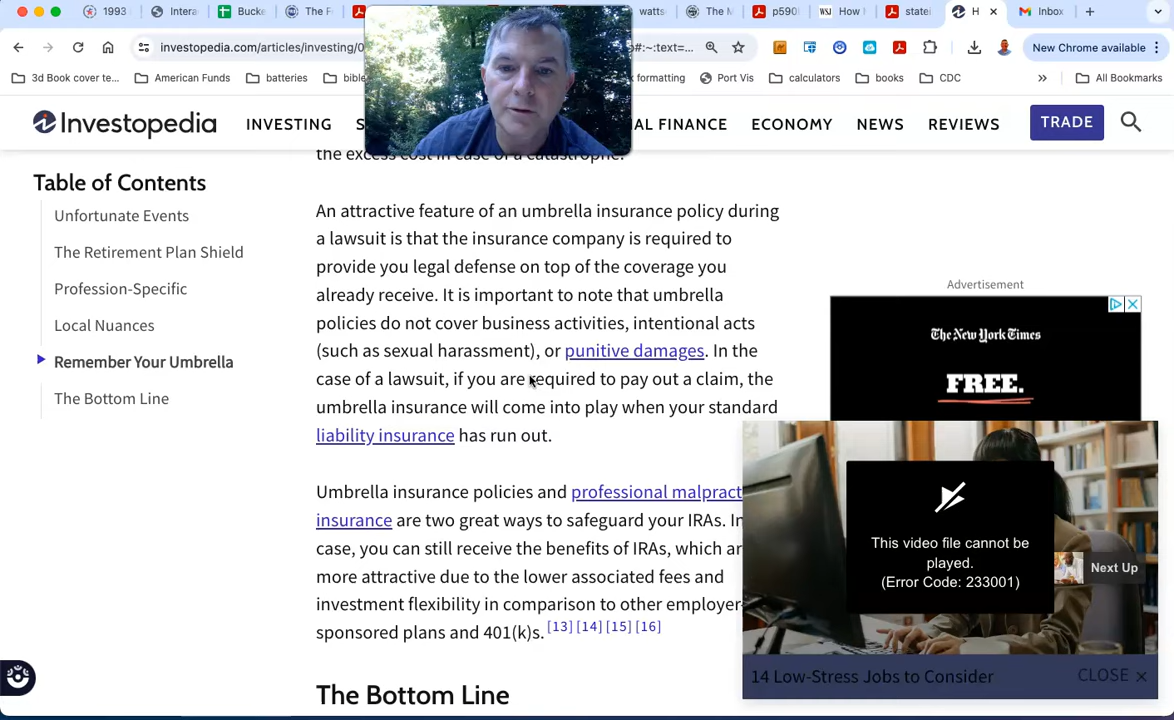 1993
Intera
Bucke
The F
watts
The M
p590
WSJ How
statei
H
Inbox
investopedia.com/articles/investing/0
o#:~:text=...
New Chrome available
3d Book cover te...
American Funds
batteries
bible
k formatting
Port Vis
calculators
books
CDC
»
All Bookmarks
Investopedia
INVESTING
S
AL FINANCE
ECONOMY
NEWS
REVIEWS
TRADE
Table of Contents
Unfortunate Events
The Retirement Plan Shield
Profession-Specific
Local Nuances
Remember Your Umbrella
The Bottom Line
the excess cost in case of a catastrophe.
An attractive feature of an umbrella insurance policy during
a lawsuit is that the insurance company is required to
provide you legal defense on top of the coverage you
already receive. It is important to note that umbrella
policies do not cover business activities, intentional acts
(such as sexual harassment), or punitive damages. In the
case of a lawsuit, if you are required to pay out a claim, the
umbrella insurance will come into play when your standard
liability insurance has run out.
Umbrella insurance policies and professional malpract
insurance are two great ways to safeguard your IRAs. In
case, you can still receive the benefits of IRAs, which ar
more attractive due to the lower associated fees and
investment flexibility in comparison to other employer-
sponsored plans and 401(k)s. [13] [14] [15] [16]
The Bottom Line
Advertisement
The New York Times
FREE.
This video file cannot be
played.
(Error Code: 233001)
Next Up
14 Low-Stress Jobs to Consider
CLOSE ×